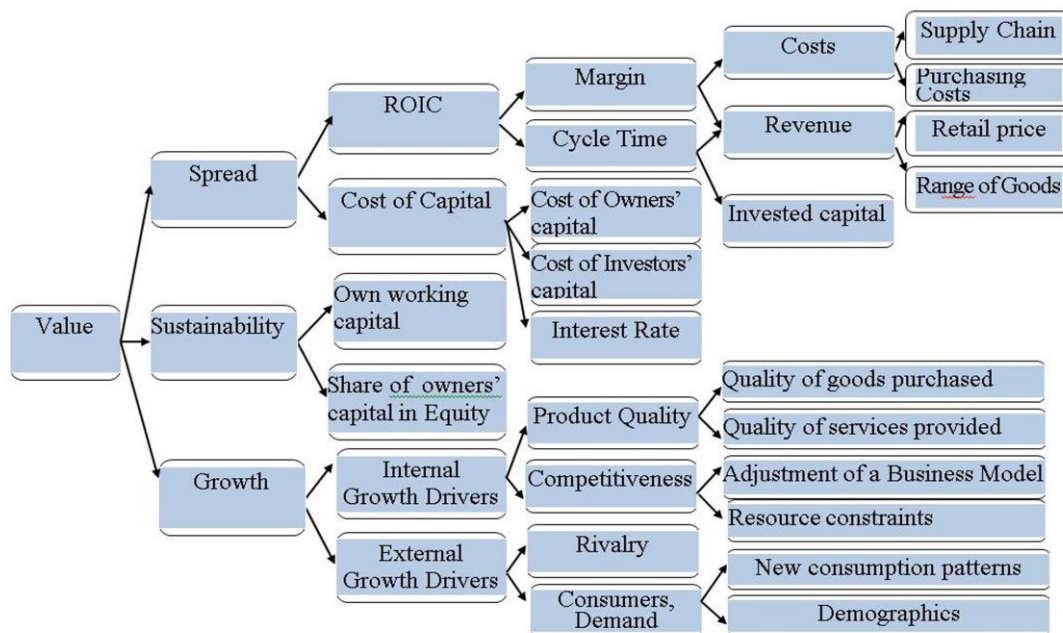 Supply Chain
Costs
Purchasing
Costs
Margin
ROIC
Retail price
Revenue
Cycle Time
Spread
Range of Goods
Cost of Capital
Cost of Owners’
capital
Invested capital
Cost of Investors’
capital
Own working
capital
Value
Sustainability
Interest Rate
Share of owners’
capital in Equity
Quality of goods purchased
Product Quality
Quality of services provided
Growth
Internal
Growth Drivers
Competitiveness
Adjustment of a Business Model
Resource constraints
Rivalry
External
Growth Drivers
New consumption patterns
Consumers,
Demand
Demographics